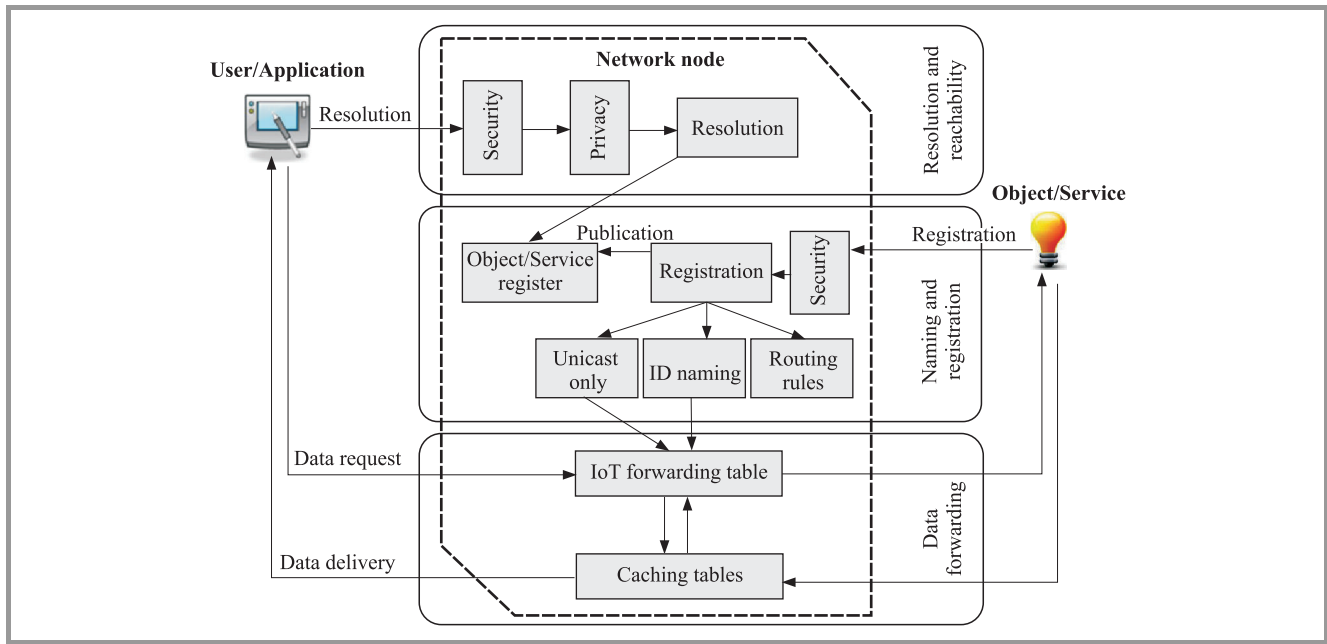 Network node
User/Application
Resolution
Security
Privacy
Resolution
Resolution and
reachability
Object/Service
Publication
Registration
Object/Service
register
Registration
Security
Naming and
registration
Unicast
only
ID naming
Routing
rules
Data request
IoT forwarding table
Data
forwarding
Data delivery
Caching tables